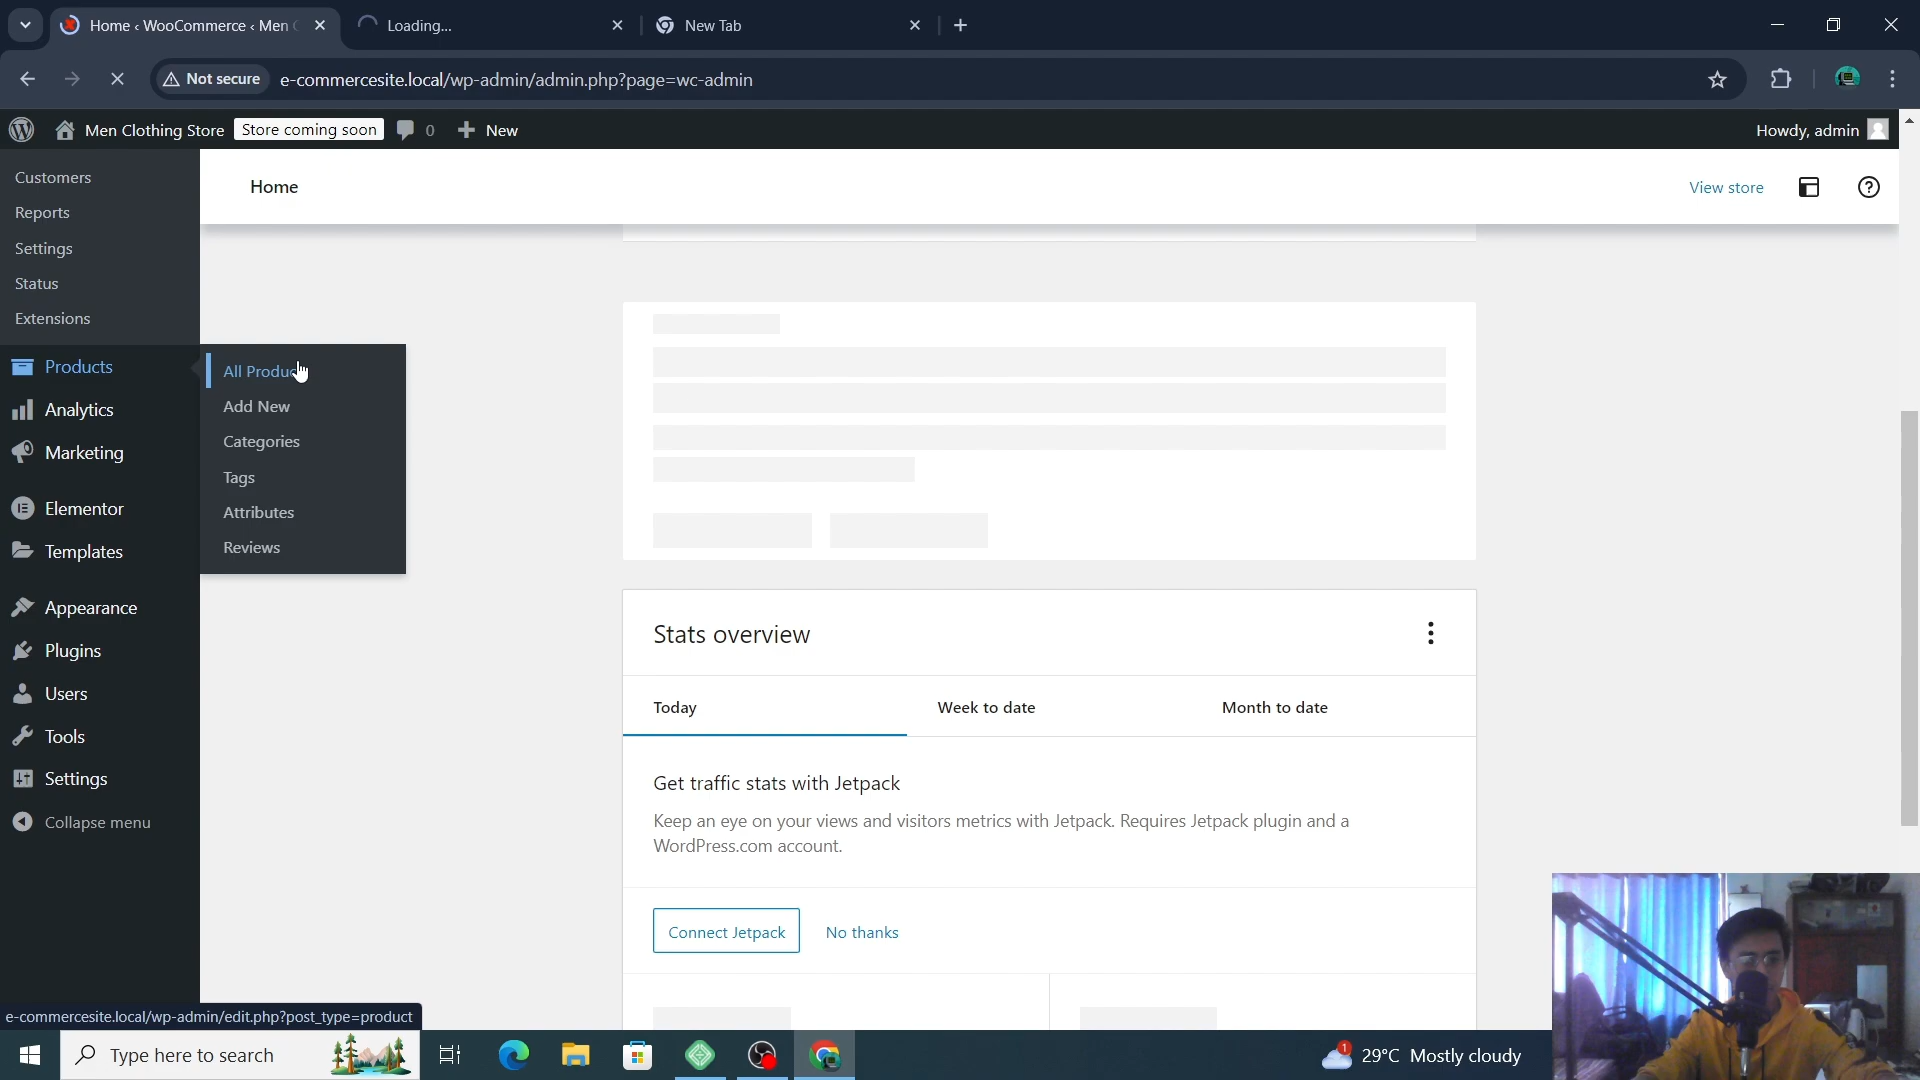 Home ‹ WooCommerce ‹ Men
Loading...
New Tab
Not secure
e-commercesite.local/wp-admin/admin.php?page=wc-admin
Men Clothing Store
Store coming soon
0
New
Howdy, admin
Customers
Reports
Settings
Status
Extensions
Products
Analytics
Marketing
Elementor
Templates
Appearance
Plugins
Users
Tools
Settings
Collapse menu
All Produc
Add New
Categories
Tags
Attributes
Reviews
Home
View store
Stats overview
Today
Week to date
Month to date
Get traffic stats with Jetpack
Keep an eye on your views and visitors metrics with Jetpack. Requires Jetpack plugin and a
WordPress.com account.
Connect Jetpack
No thanks
e-commercesite.local/wp-admin/edit.php?post_type=product
Type here to search
1
29°C Mostly cloudy